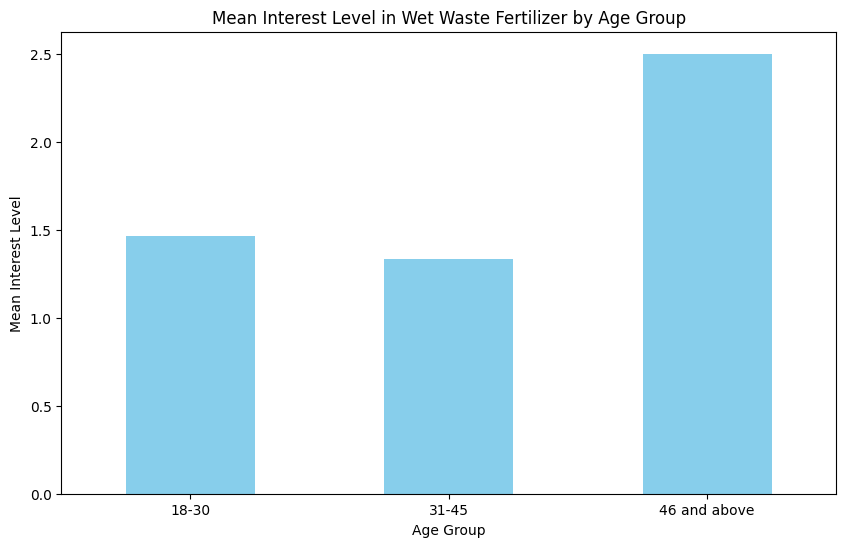 Mean Interest Level in Wet Waste Fertilizer by Age Group
Mean Interest Level
2.5
2.0
1.5
1.0
0.5
0.0
18-30
31-45
46 and above
Age Group